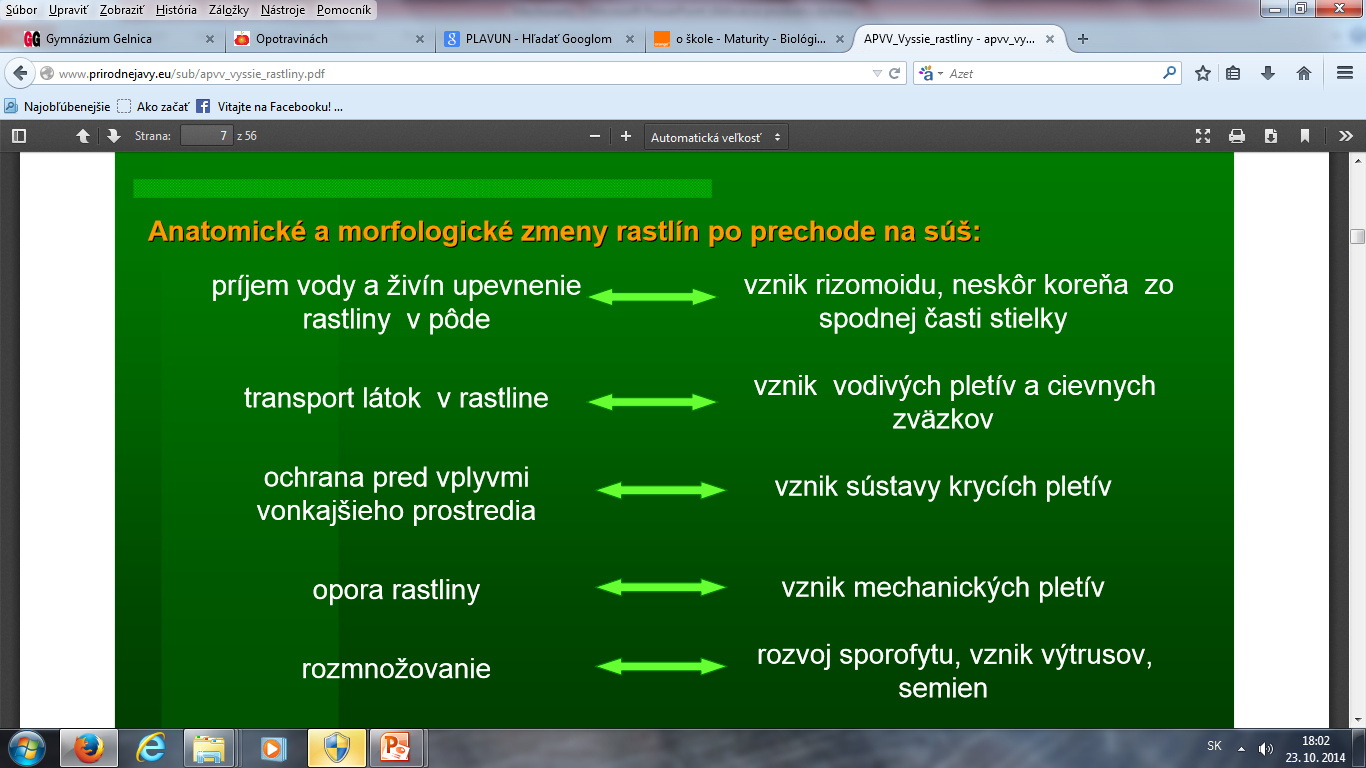 Súbor Upraviť Zobraziť História Záložky Nástroje Pomocník
Gymnázium Gelnica
Opotravinách
PLAVUN - Hľadať Googlom
o škole - Maturity - Biológi...
APVV_Vyssie_rastliny - apvv_vy...
www.prirodnejavy.eu/sub/apvv_vyssie_rastliny.pdf
Azet
Najobľúbenejšie Ako začať Vitajte na Facebooku! ...
Strana: 7 z 56
Automatická veľkosť
Anatomické a morfologické zmeny rastlín po prechode na súš:
príjem vody a živín upevnenie
rastliny v pôde
vznik rizomoidu, neskôr koreňa zo
spodnej časti stielky
transport látok v rastline
vznik vodivých pletív a cievnych
zväzkov
ochrana pred vplyvmi
vonkajšieho prostredia
vznik sústavy krycích pletív
opora rastliny
vznik mechanických pletív
rozmnožovanie
rozvoj sporofytu, vznik výtrusov,
semien
SK
18:02
23. 10. 2014